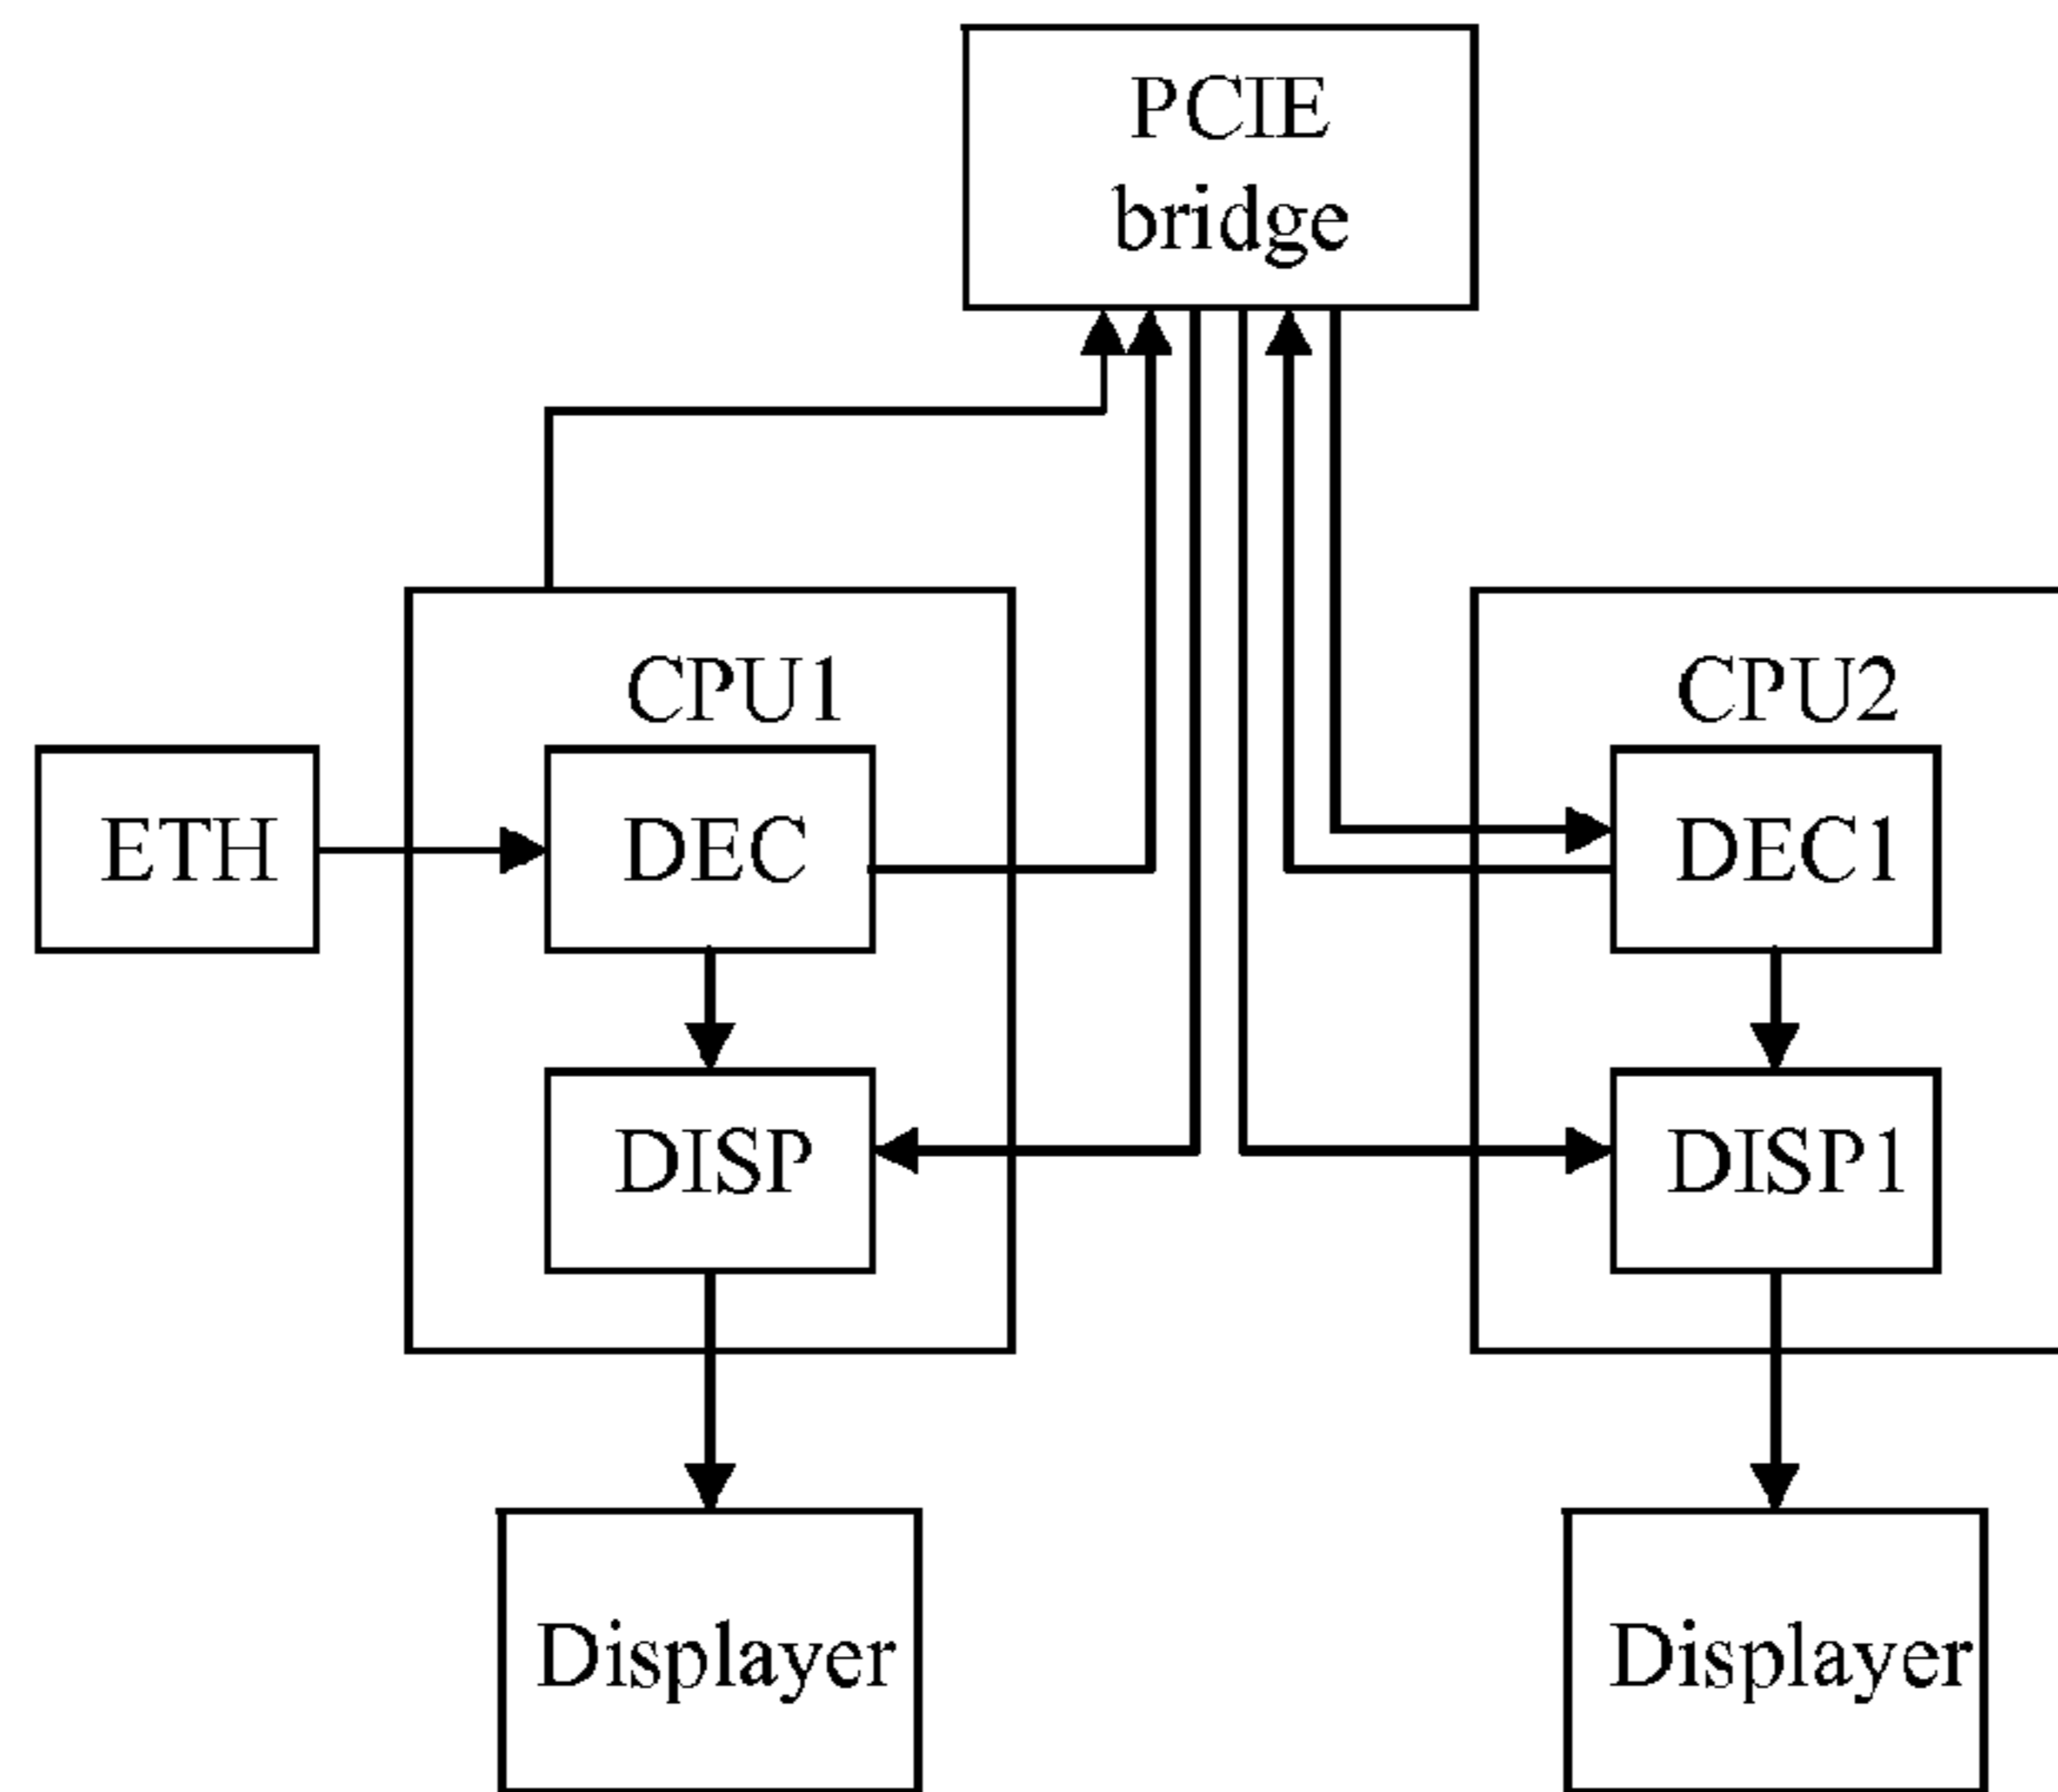 PCIE
bridge
CPU1
CPU2
ETH
DEC
DEC1
DISP
DISP1
Displayer
Displayer